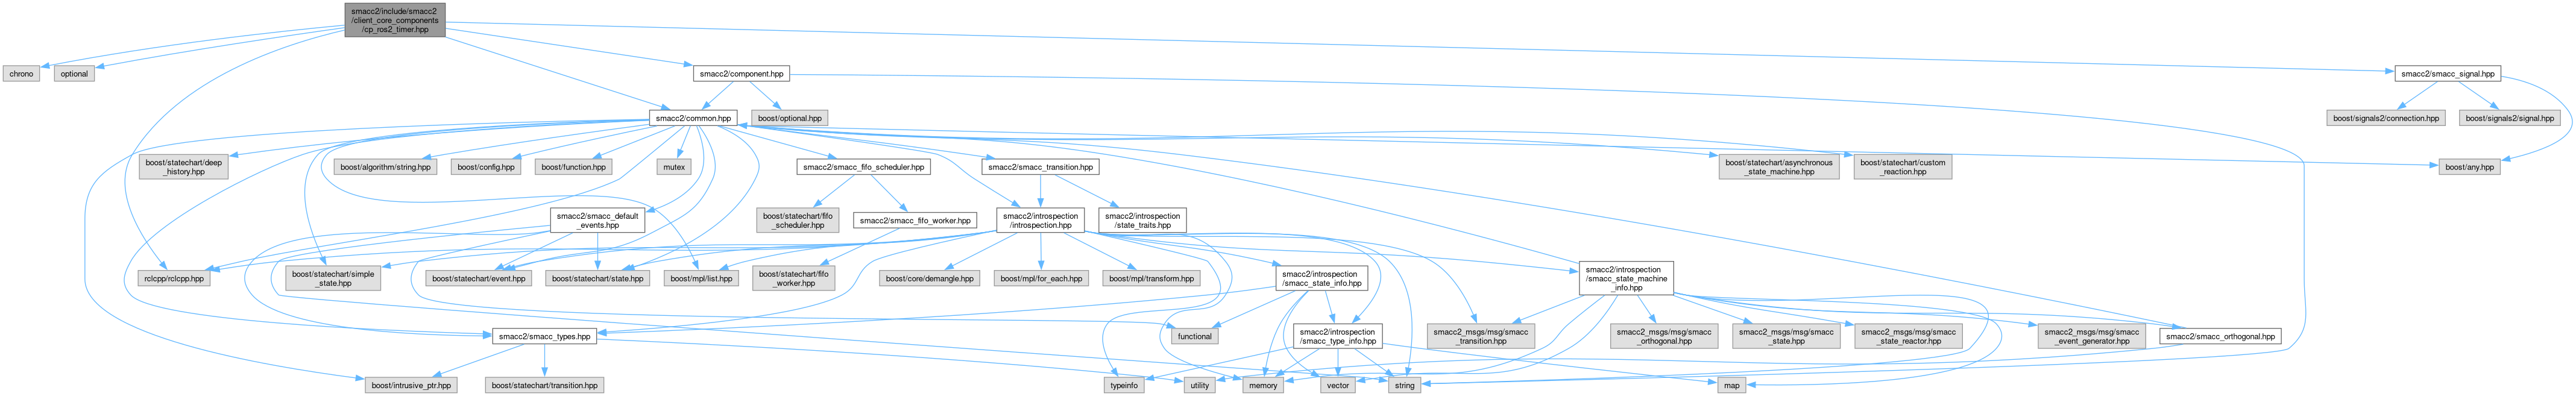 smacc2/include/smacc2
/client_core_components
/cp_ros2_timer.hpp
chrono
optional
smacc2/component.hpp
smacc2/smacc_signal.hpp
smacc2/common.hpp
boost/optional.hpp
boost/signals2/connection.hpp
boost/signals2/signal.hpp
boost/statechart/deep
_history.hpp
boost/algorithm/string.hpp
boost/config.hpp
boost/function.hpp
mutex
smacc2/smacc_fifo_scheduler.hpp
smacc2/smacc_transition.hpp
boost/statechart/asynchronous
_state_machine.hpp
boost/statechart/custom
_reaction.hpp
boost/any.hpp
smacc2/smacc_default
_events.hpp
boost/statechart/fifo
_scheduler.hpp
smacc2/smacc_fifo_worker.hpp
smacc2/introspection
/introspection.hpp
smacc2/introspection
/state_traits.hpp
rclcpp/rclcpp.hpp
boost/statechart/simple
_state.hpp
boost/statechart/event.hpp
boost/statechart/state.hpp
boost/mpl/list.hpp
boost/statechart/fifo
_worker.hpp
boost/core/demangle.hpp
boost/mpl/for_each.hpp
boost/mpl/transform.hpp
smacc2/introspection
/smacc_state_info.hpp
smacc2/introspection
/smacc_state_machine
_info.hpp
smacc2/smacc_types.hpp
functional
smacc2/introspection
/smacc_type_info.hpp
smacc2_msgs/msg/smacc
_transition.hpp
smacc2_msgs/msg/smacc
_orthogonal.hpp
smacc2_msgs/msg/smacc
_state.hpp
smacc2_msgs/msg/smacc
_state_reactor.hpp
smacc2_msgs/msg/smacc
_event_generator.hpp
smacc2/smacc_orthogonal.hpp
boost/intrusive_ptr.hpp
boost/statechart/transition.hpp
typeinfo
utility
memory
vector
string
map